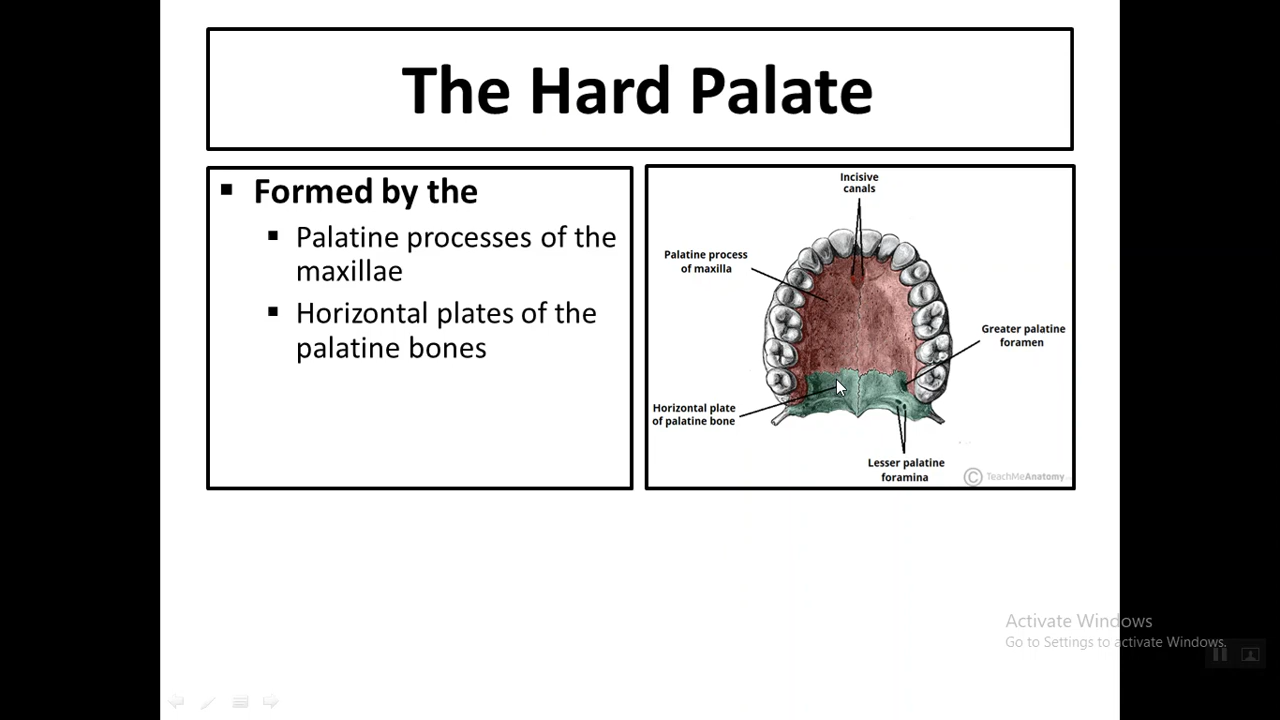 The Hard Palate
▪ Formed by the
▪ Palatine processes of the
maxillae
▪ Horizontal plates of the
palatine bones
Incisive
canals
Palatine process
of maxilla
Greater palatine
foramen
Horizontal plate
of palatine bone
Lesser palatine
foramina
© TeachMeAnatomy
Activate Windows
Go to Settings to activate Windows.